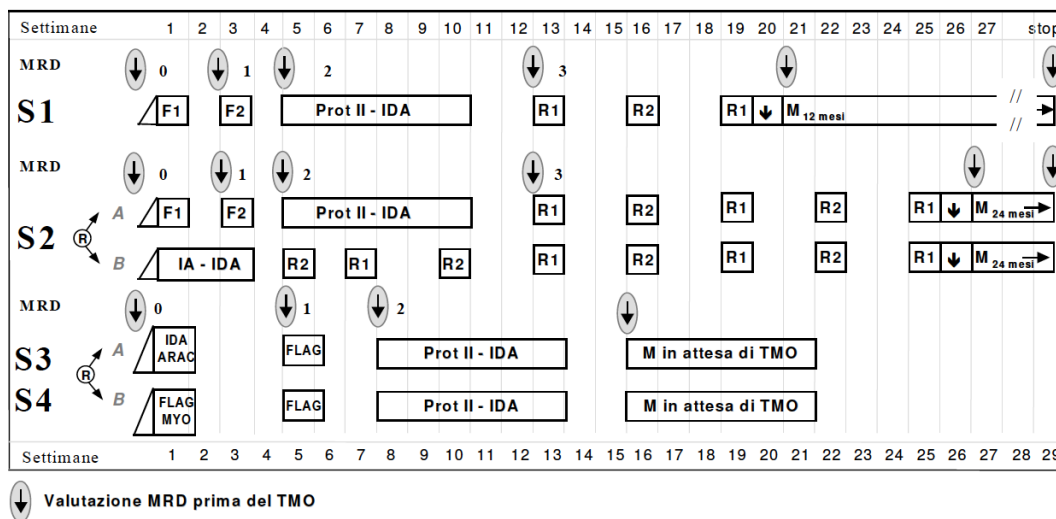 Settimane 1 2 3 4 5 6 7 8 9 10 11 12 13 14 15 16 17 18 19 20 21 22 23 24 25 26 27 stop
MRD 0 1 2 3
S1 F1 F2 Prot II - IDA R1 R2 R1 M 12 mesi // //
MRD 0 1 2 3
A F1 F2 Prot II - IDA R1 R2 R1 R2 R1 M 24 mesi
S2 R
B IA - IDA R2 R1 R2 R1 R2 R1 R2 R1 M 24 mesi
MRD 0 1 2
A IDA ARAC FLAG Prot II - IDA M in attesa di TMO
S3 R
S4 B FLAG MYO FLAG Prot II - IDA M in attesa di TMO
Settimane 1 2 3 4 5 6 7 8 9 10 11 12 13 14 15 16 17 18 19 20 21 22 23 24 25 26 27 28 29
Valutazione MRD prima del TMO